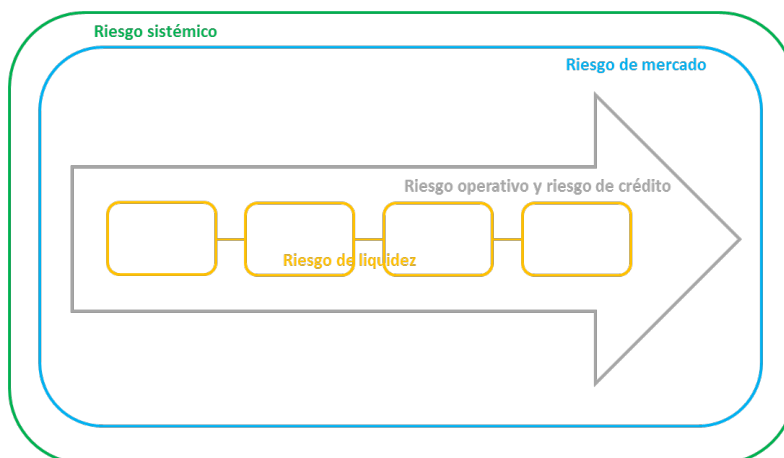 Riesgo sistémico
Riesgo de mercado
Riesgo operativo y riesgo de crédito
Riesgo de liquidez